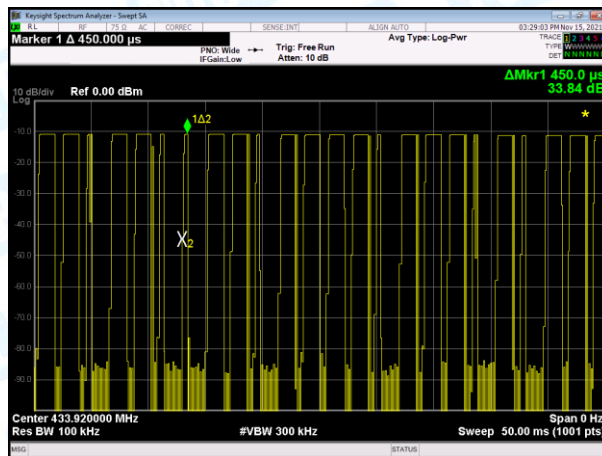 Keysight Spectrum Analyzer - Swept SA
RL RF 75 Ω AC CORREC SENSE:INT ALIGN AUTO 03:29:03 PM Nov 15, 2021
Marker 1 Δ 450.000 µs
PNO: Wide Trig: Free Run Avg Type: Log-Pwr TRACE 1 2 3 4 5
IFGain:Low Atten: 10 dB TYPE
DET N N N N N
ΔMkr1 450.0 µs
10 dB/div Ref 0.00 dBm 33.84 dB
Log
1Δ2
-10.0
-20.0
-30.0
-40.0
X2
-50.0
-60.0
-70.0
-80.0
-90.0
Center 433.920000 MHz Span 0 Hz
Res BW 100 kHz #VBW 300 kHz Sweep 50.00 ms (1001 pts)
MSG STATUS